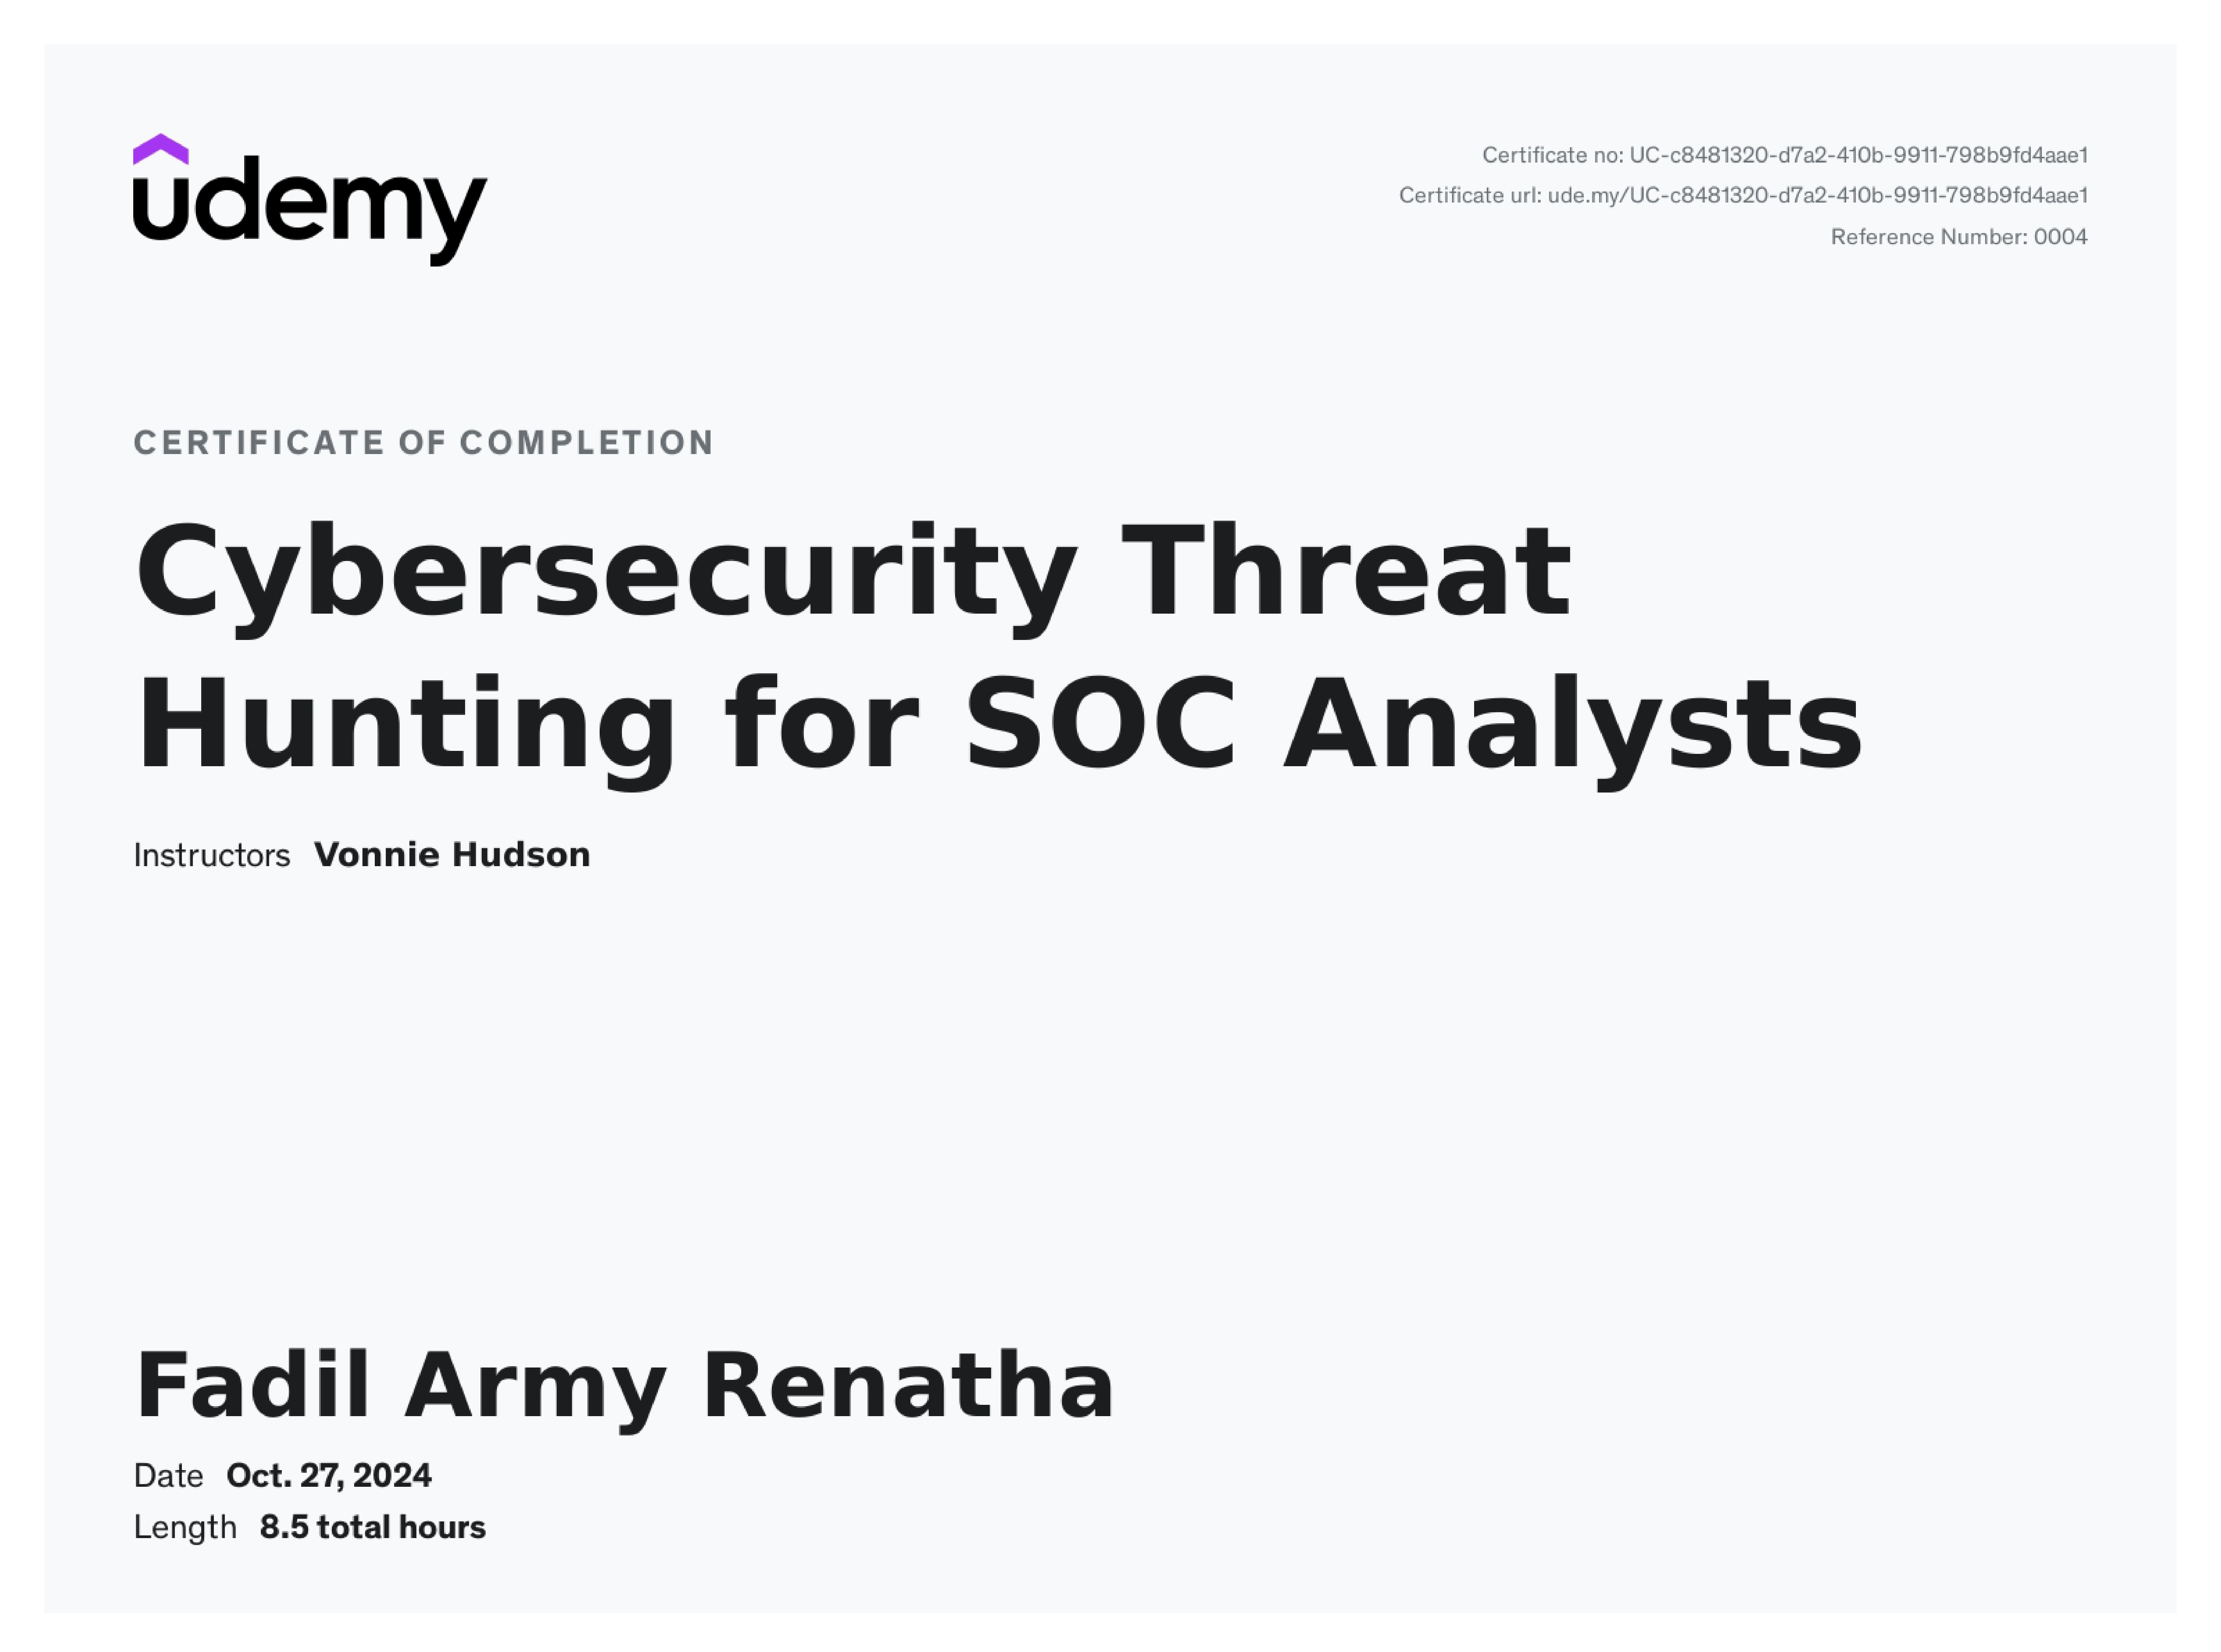 udemy
Certificate no: UC-c8481320-d7a2-410b-9911-798b9fd4aae1
Certificate url: ude.my/UC-c8481320-d7a2-410b-9911-798b9fd4aae1
Reference Number: 0004
CERTIFICATE OF COMPLETION
Cybersecurity Threat
Hunting for SOC Analysts
Instructors Vonnie Hudson
Fadil Army Renatha
Date Oct. 27, 2024
Length 8.5 total hours